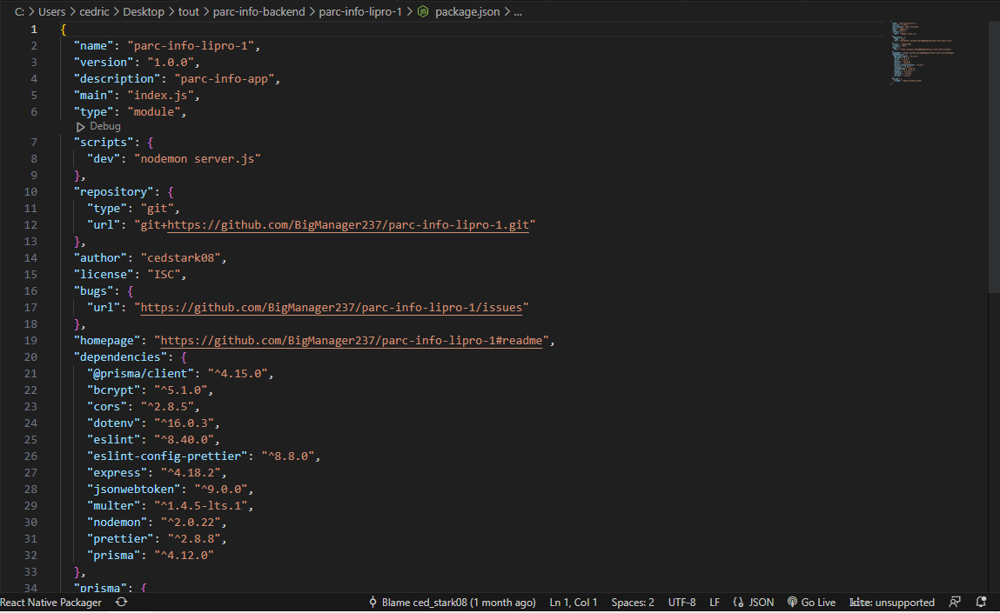 C: > Users > cedric > Desktop > tout > parc-info-backend > parc-info-lipro-1 > package.json > ...
1 {
2 "name": "parc-info-lipro-1",
3 "version": "1.0.0",
4 "description": "parc-info-app",
5 "main": "index.js",
6 "type": "module",
Debug
7 "scripts": {
8 "dev": "nodemon server.js"
9 },
10 "repository": {
11 "type": "git",
12 "url": "git+https://github.com/BigManager237/parc-info-lipro-1.git"
13 },
14 "author": "cedstark08",
15 "license": "ISC",
16 "bugs": {
17 "url": "https://github.com/BigManager237/parc-info-lipro-1/issues"
18 },
19 "homepage": "https://github.com/BigManager237/parc-info-lipro-1#readme",
20 "dependencies": {
21 "@prisma/client": "^4.15.0",
22 "bcrypt": "^5.1.0",
23 "cors": "^2.8.5",
24 "dotenv": "^16.0.3",
25 "eslint": "^8.40.0",
26 "eslint-config-prettier": "^8.8.0",
27 "express": "^4.18.2",
28 "jsonwebtoken": "^9.0.0",
29 "multer": "^1.4.5-lts.1",
30 "nodemon": "^2.0.22",
31 "prettier": "^2.8.8",
32 "prisma": "^4.12.0"
33 },
34 "prisma": {
React Native Packager Blame ced_stark08 (1 month ago) Ln 1, Col 1 Spaces: 2 UTF-8 LF JSON Go Live kite: unsupported